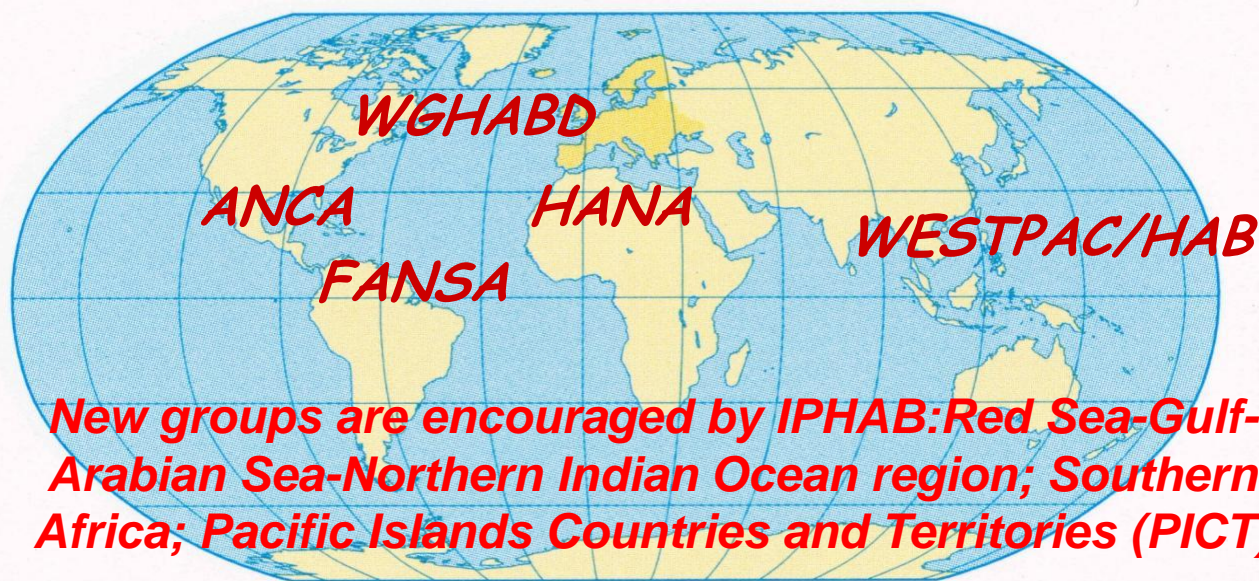 WGHABD
ANCA
HANA
WESTPAC/HAB
FANSA
New groups are encouraged by IPHAB:Red Sea-Gulf-
Arabian Sea-Northern Indian Ocean region; Southern
Africa; Pacific Islands Countries and Territories (PICT)